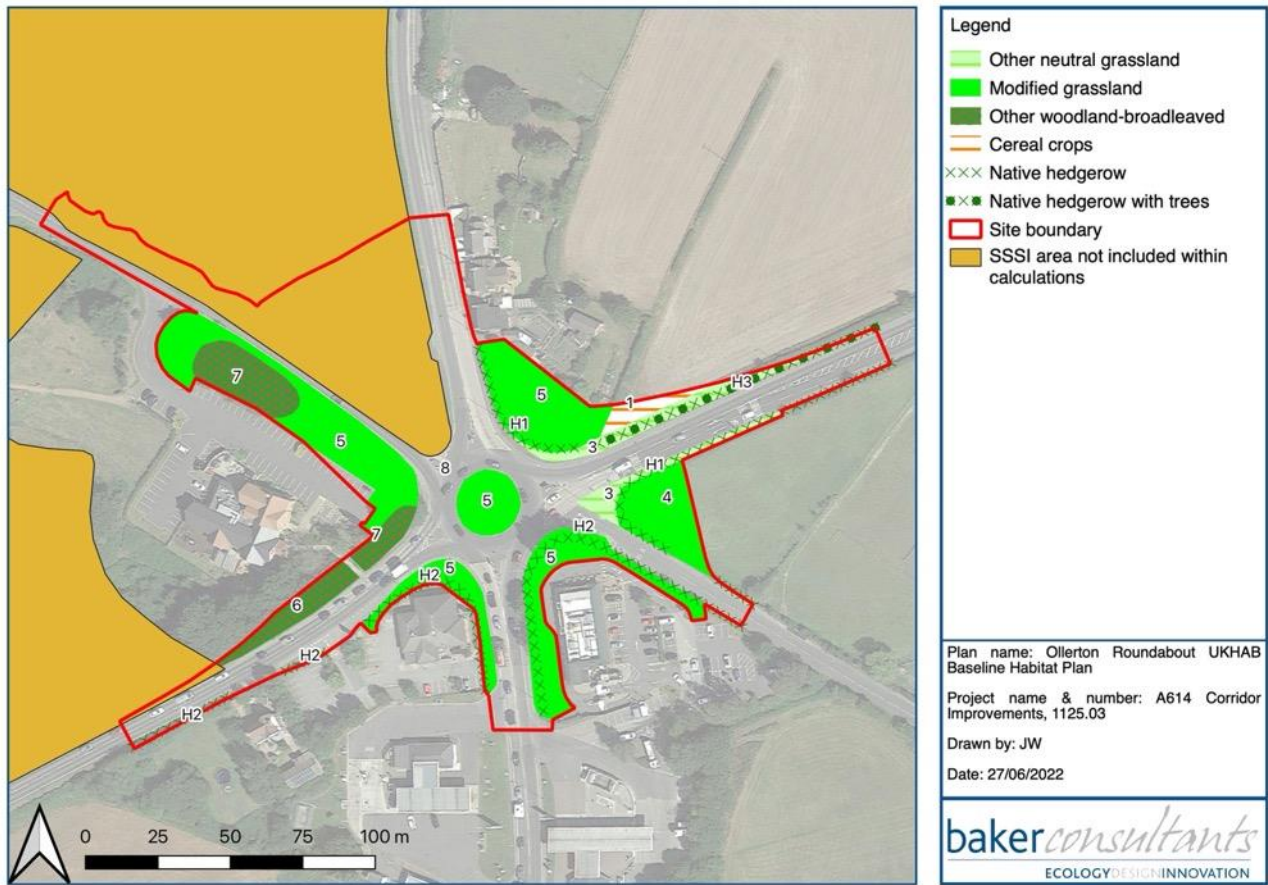 7
5
5
H1
1
H3
3
8
5
H1
3
4
H2
5
5
H2
7
6
H2
H2
0 25 50 75 100 m
Legend
Other neutral grassland
Modified grassland
Other woodland-broadleaved
Cereal crops
Native hedgerow
Native hedgerow with trees
Site boundary
SSSI area not included within
calculations
Plan name: Ollerton Roundabout UKHAB
Baseline Habitat Plan
Project name & number: A614 Corridor
Improvements, 1125.03
Drawn by: JW
Date: 27/06/2022
bakerconsultants
ECOLOGYDESIGNINNOVATION